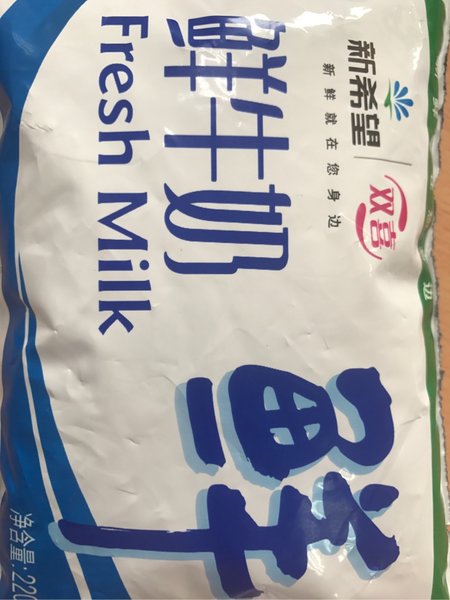 新希望
双喜
新鲜就在您身边
鲜牛奶
Fresh Milk
鲜
净含量:220
边